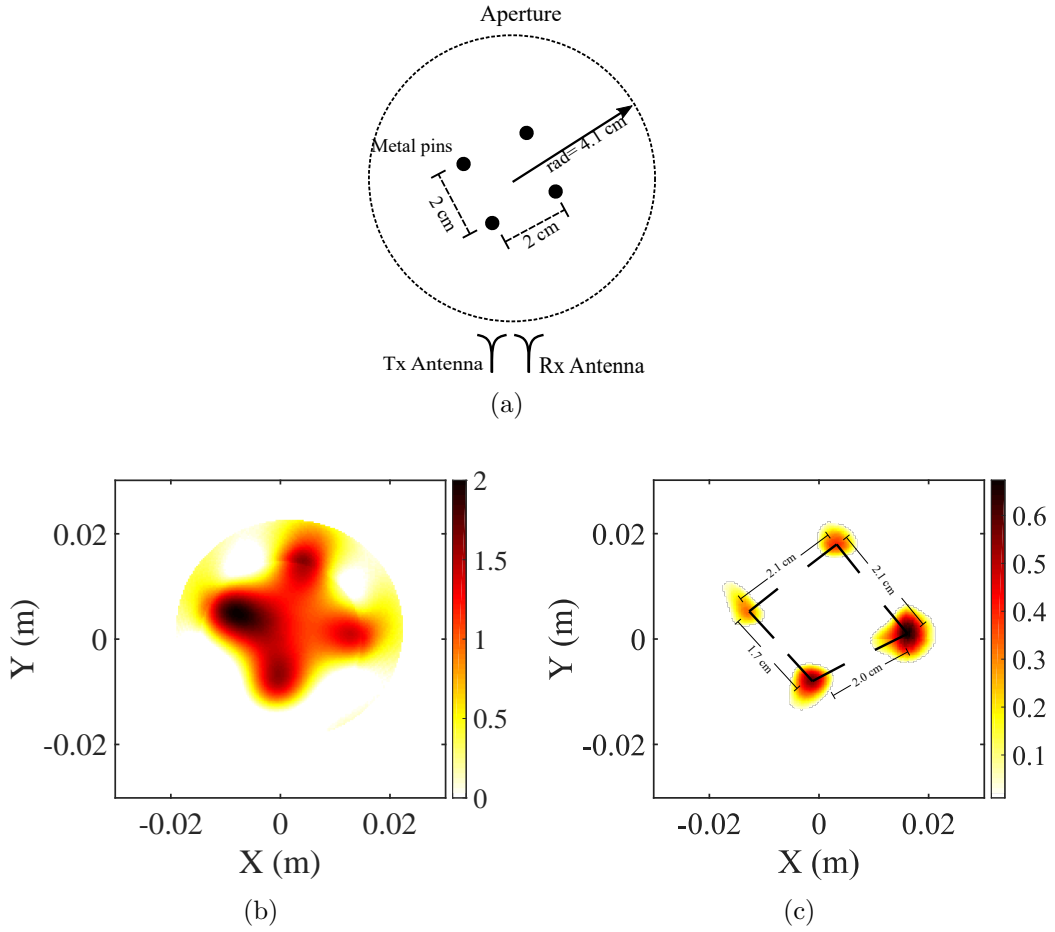 Aperture
Metal pins
rad= 4.1 cm
2 cm
2 cm
Tx Antenna
Rx Antenna
(a)
Y (m)
0.02
0
-0.02
-0.02
0
0.02
X (m)
2
1.5
1
0.5
0
(b)
Y (m)
0.02
0
-0.02
2.1 cm
2.1 cm
1.7 cm
2.0 cm
-0.02
0
0.02
X (m)
0.6
0.5
0.4
0.3
0.2
0.1
(c)